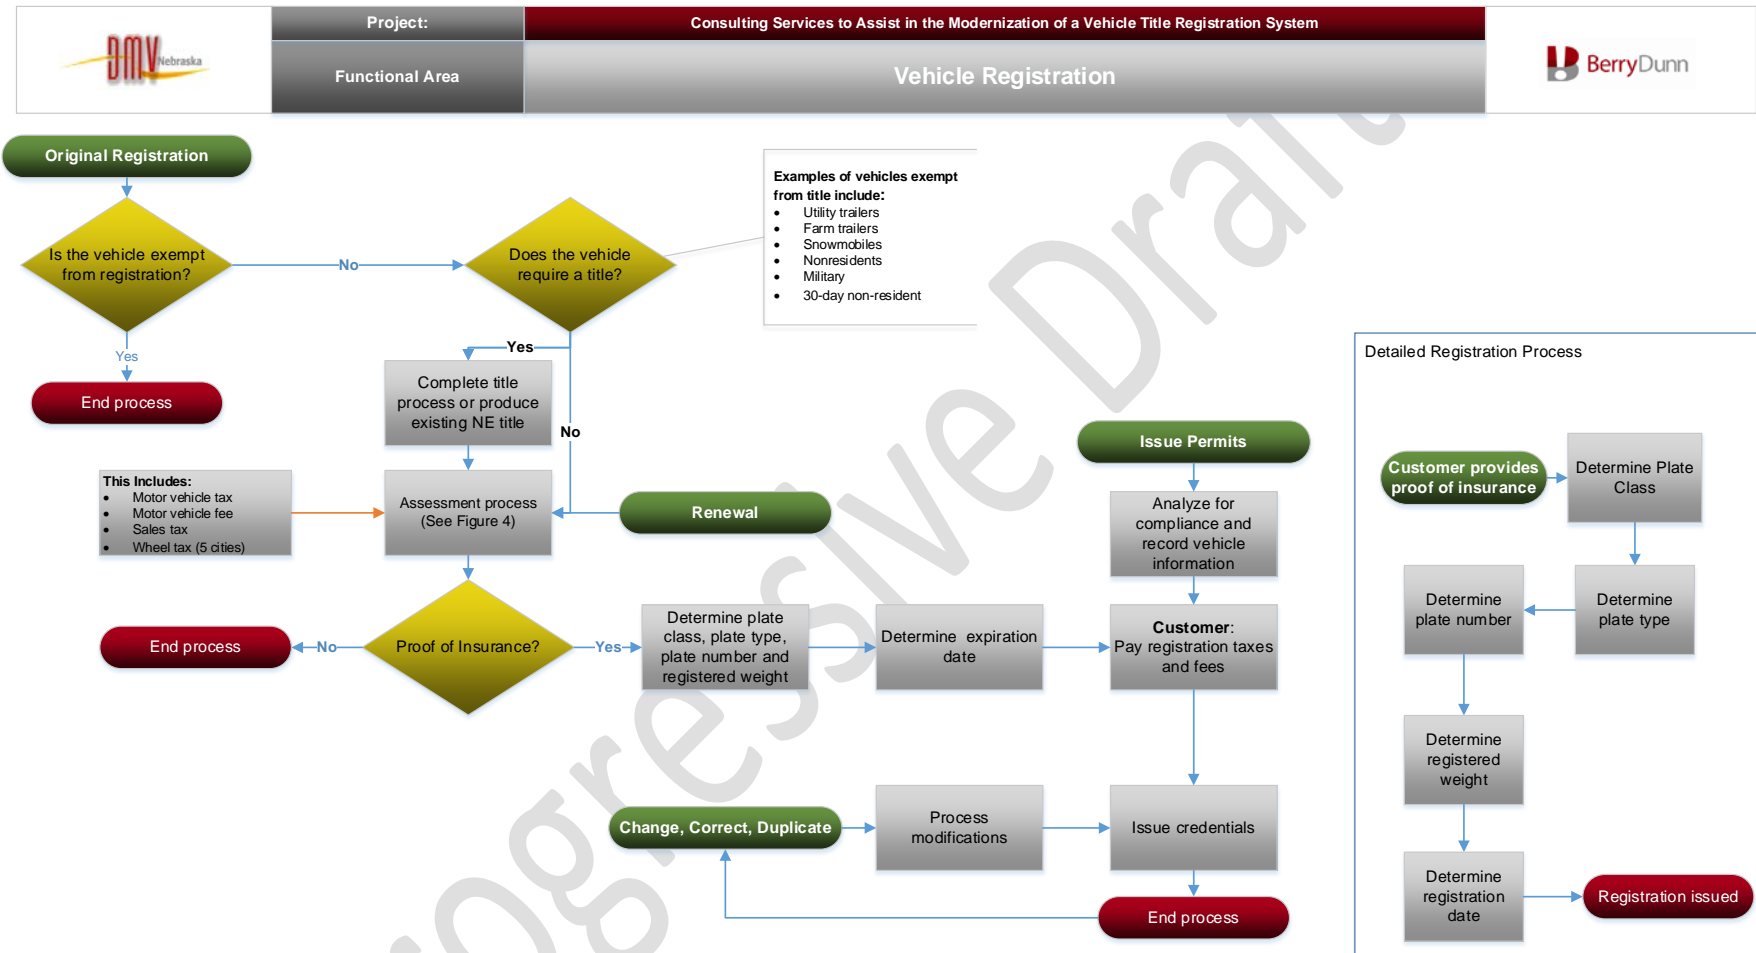 Project:
Consulting Services to Assist in the Modernization of a Vehicle Title Registration System
DMV
Nebraska
Functional Area
Vehicle Registration
BerryDunn
Original Registration
Is the vehicle exempt
from registration?
No
Does the vehicle
require a title?
Examples of vehicles exempt
from title include:
• Utility trailers
• Farm trailers
• Snowmobiles
• Nonresidents
• Military
• 30-day non-resident
Yes
End process
Yes
No
Complete title
process or produce
existing NE title
This Includes:
• Motor vehicle tax
• Motor vehicle fee
• Sales tax
• Wheel tax (5 cities)
Assessment process
(See Figure 4)
Renewal
Issue Permits
Analyze for
compliance and
record vehicle
information
End process
No
Proof of Insurance?
Yes
Determine plate
class, plate type,
plate number and
registered weight
Determine expiration
date
Customer:
Pay registration taxes
and fees
Change, Correct, Duplicate
Process
modifications
Issue credentials
End process
Detailed Registration Process
Customer provides
proof of insurance
Determine Plate
Class
Determine
plate type
Determine
plate number
Determine
registered
weight
Determine
registration
date
Registration issued
rogressive Draft